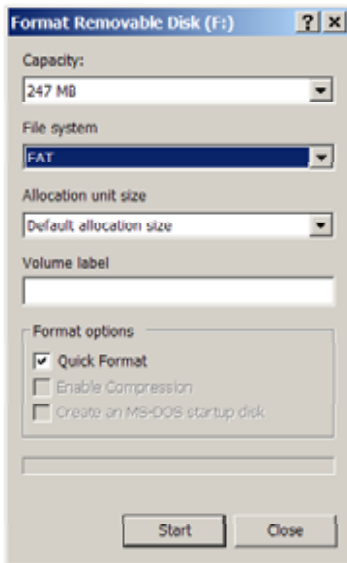 Format Removable Disk (F:)
Capacity:
247 MB
File system
FAT
Allocation unit size
Default allocation size
Volume label
Format options
Quick Format
Enable Compression
Create an MS-DOS startup disk
Start
Close